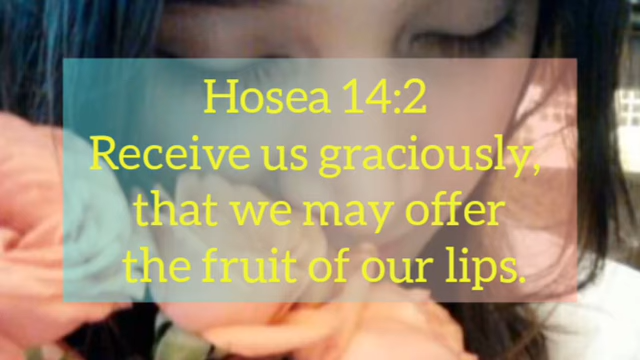 Hosea 14:2
Receive us graciously,
that we may offer
the fruit of our lips.